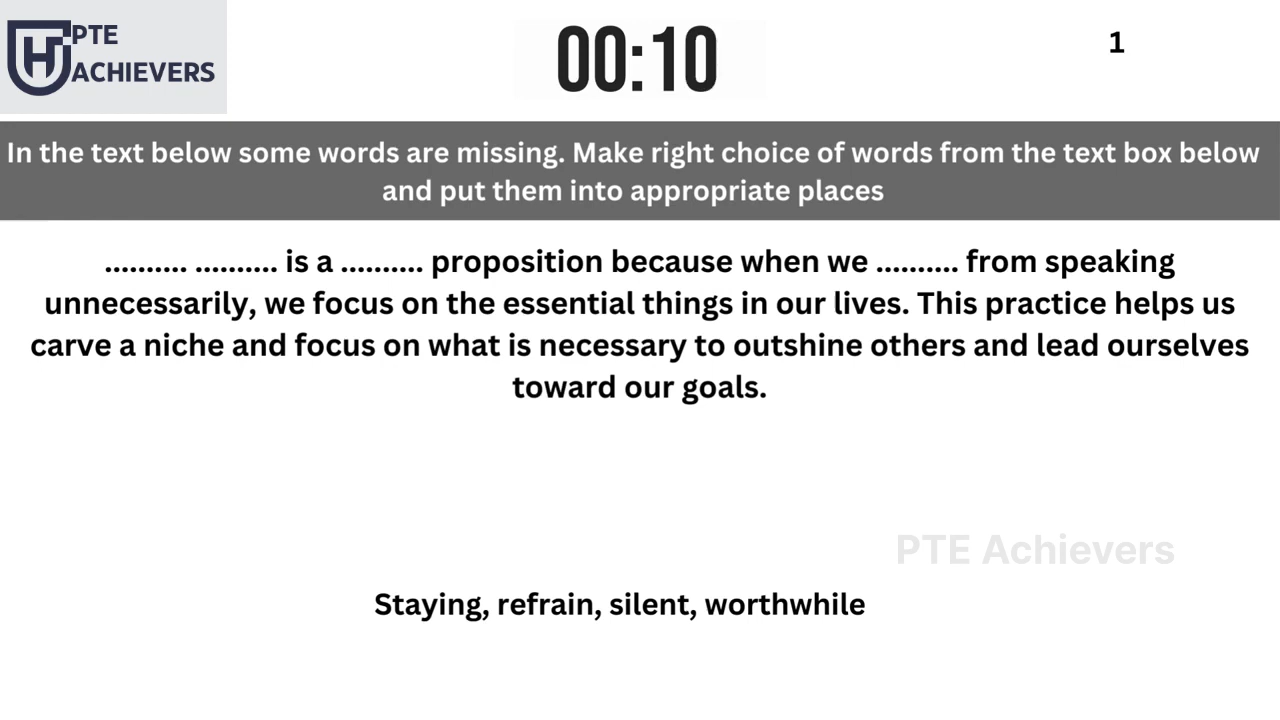 PTE
ACHIEVERS
00:10
1
In the text below some words are missing. Make right choice of words from the text box below
and put them into appropriate places
.......... .......... is a .......... proposition because when we .......... from speaking
unnecessarily, we focus on the essential things in our lives. This practice helps us
carve a niche and focus on what is necessary to outshine others and lead ourselves
toward our goals.
PTE Achievers
Staying, refrain, silent, worthwhile